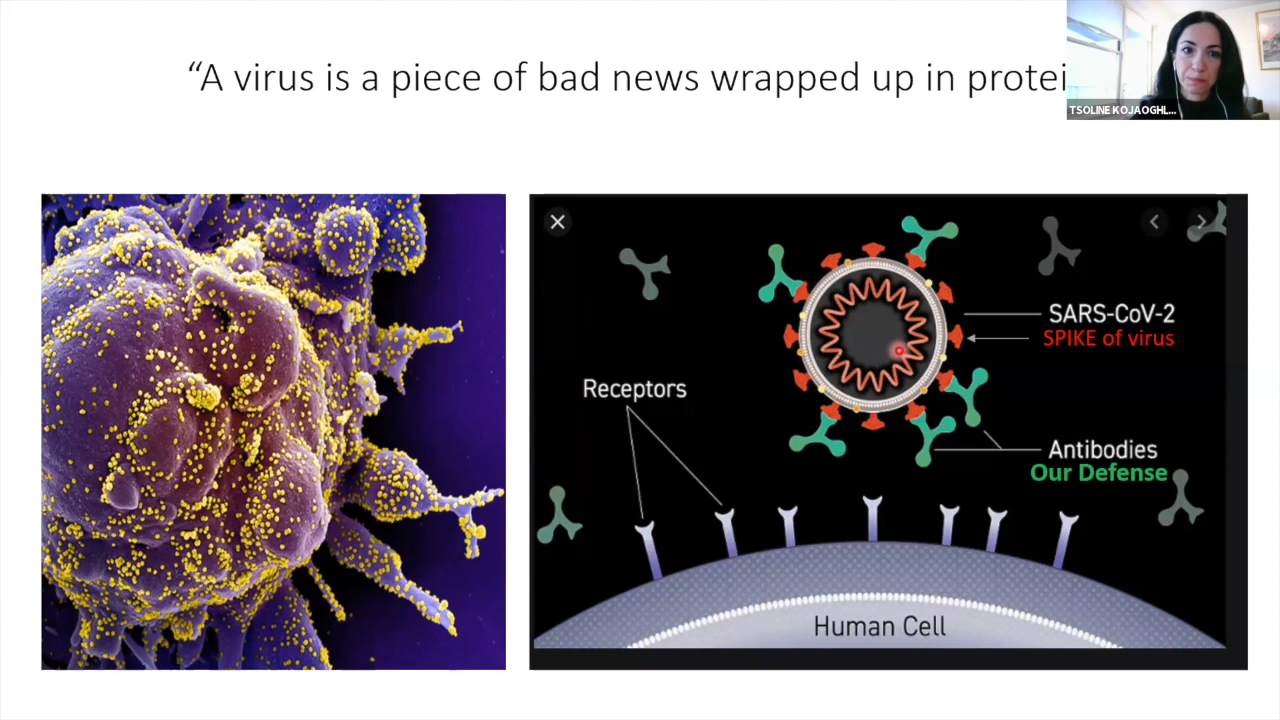 “A virus is a piece of bad news wrapped up in protei
TSOLINE KOJAOGHL...
SARS-CoV-2
SPIKE of virus
Receptors
Antibodies
Our Defense
Human Cell